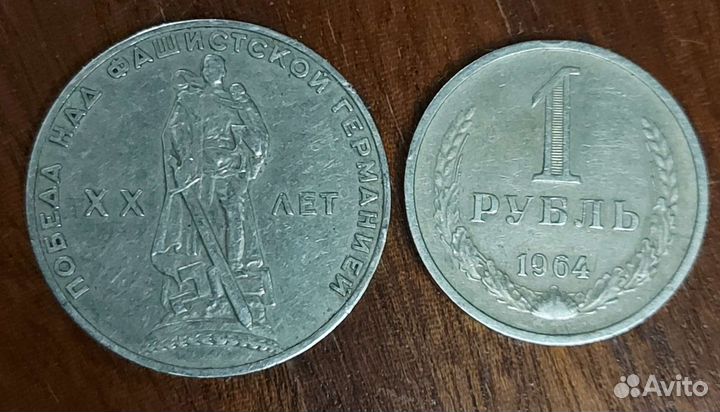 ПОБЕДА НАД ФАШИСТСКОЙ ГЕРМАНИЕЙ
XX ЛЕТ
1
РУБЛЬ
1964
Avito